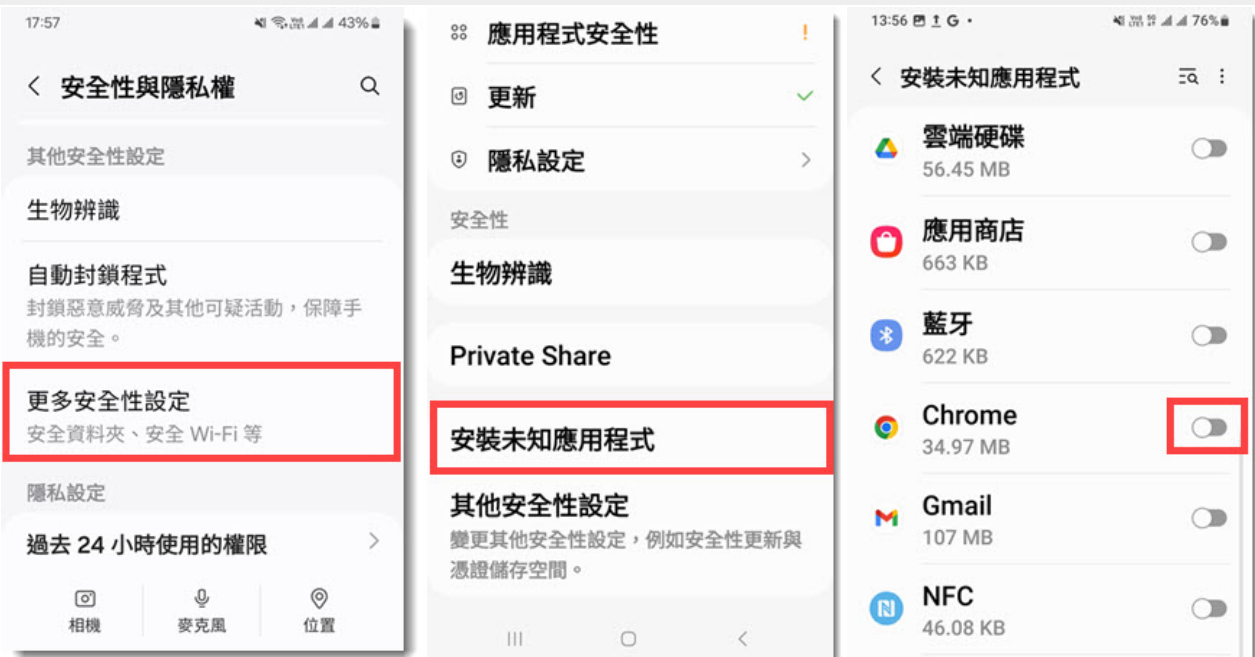 17:57
43%
安全性與隱私權
其他安全性設定
生物辨識
自動封鎖程式
封鎖惡意威脅及其他可疑活動，保障手
機的安全。
更多安全性設定
安全資料夾、安全 Wi-Fi 等
隱私設定
過去 24 小時使用的權限
相機
麥克風
位置
應用程式安全性
更新
隱私設定
安全性
生物辨識
Private Share
安裝未知應用程式
其他安全性設定
變更其他安全性設定，例如安全性更新與
憑證儲存空間。
13:56
G
76%
安裝未知應用程式
雲端硬碟
56.45 MB
應用商店
663 KB
藍牙
622 KB
Chrome
34.97 MB
Gmail
107 MB
NFC
46.08 KB